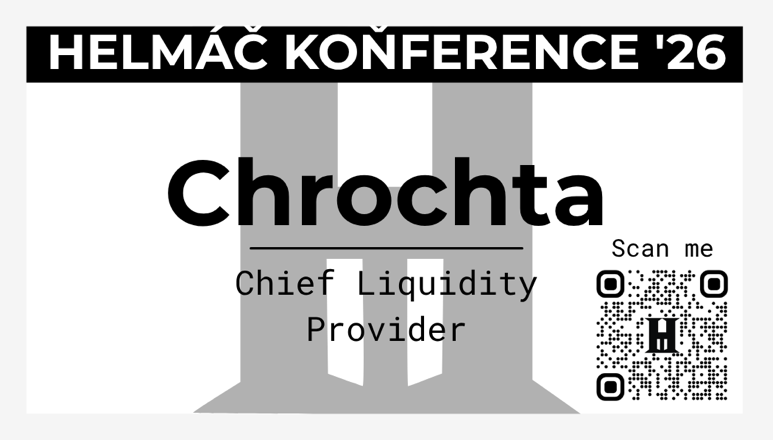 HELMÁČ KOŇFERENCE '26
Chrochta
Chief Liquidity
Provider
Scan me
H